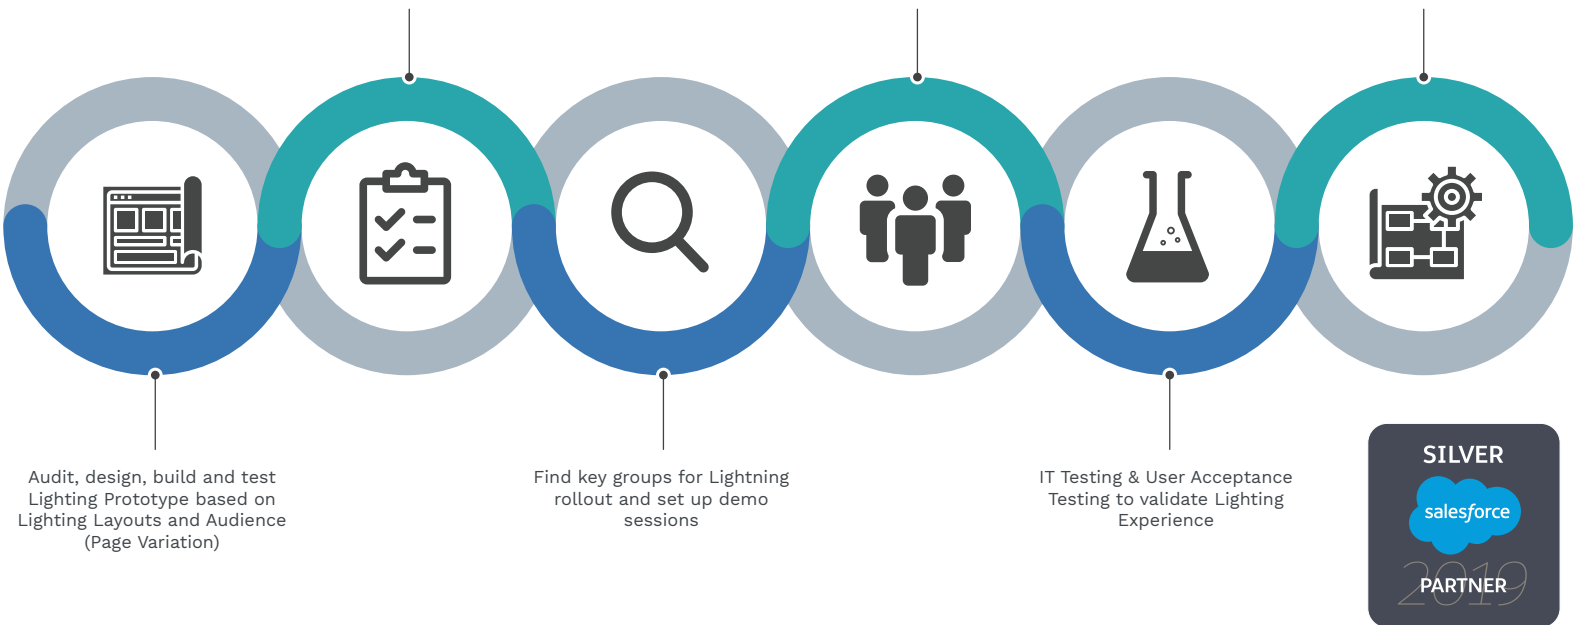 Audit, design, build and test
Lighting Prototype based on
Lighting Layouts and Audience
(Page Variation)
Find key groups for Lightning
rollout and set up demo
sessions
IT Testing & User Acceptance
Testing to validate Lighting
Experience
SILVER
salesforce
2019
PARTNER